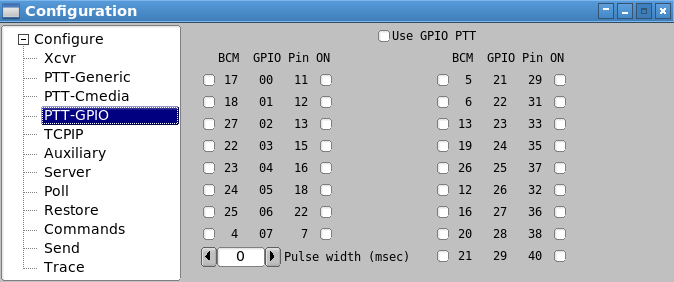 Configuration
Configure
Xcvr
PTT-Generic
PTT-Cmedia
PTT-GPIO
TCPIP
Auxiliary
Server
Poll
Restore
Commands
Send
Trace
Use GPIO PTT
BCM GPIO Pin ON
17 00 11
18 01 12
27 02 13
22 03 15
23 04 16
24 05 18
25 06 22
4 07 7
0 Pulse width (msec)
BCM GPIO Pin ON
5 21 29
6 22 31
13 23 33
19 24 35
26 25 37
12 26 32
16 27 36
20 28 38
21 29 40